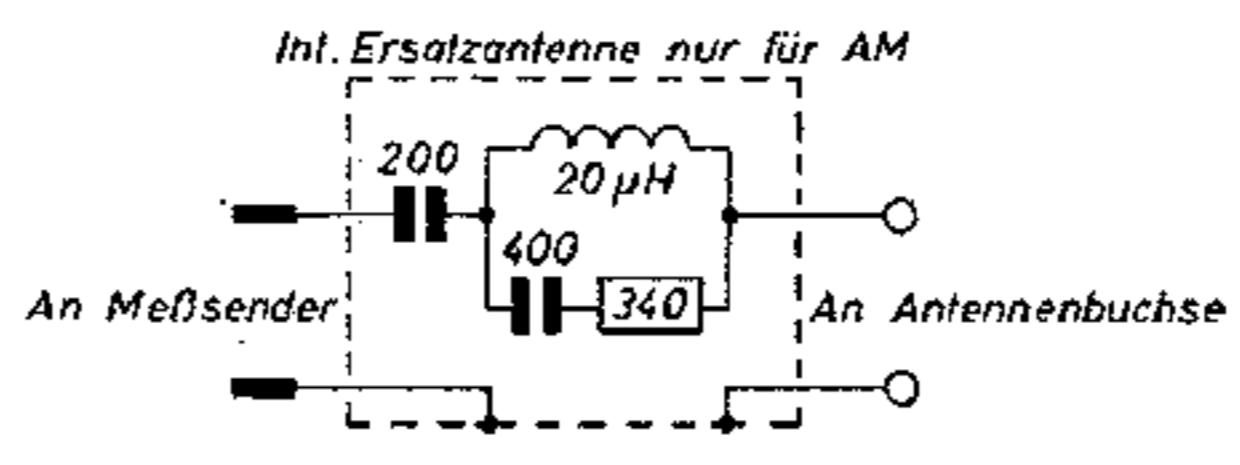 Int. Ersatzantenne nur für AM
200
20 µH
400
340
An Meßsender
An Antennenbuchse